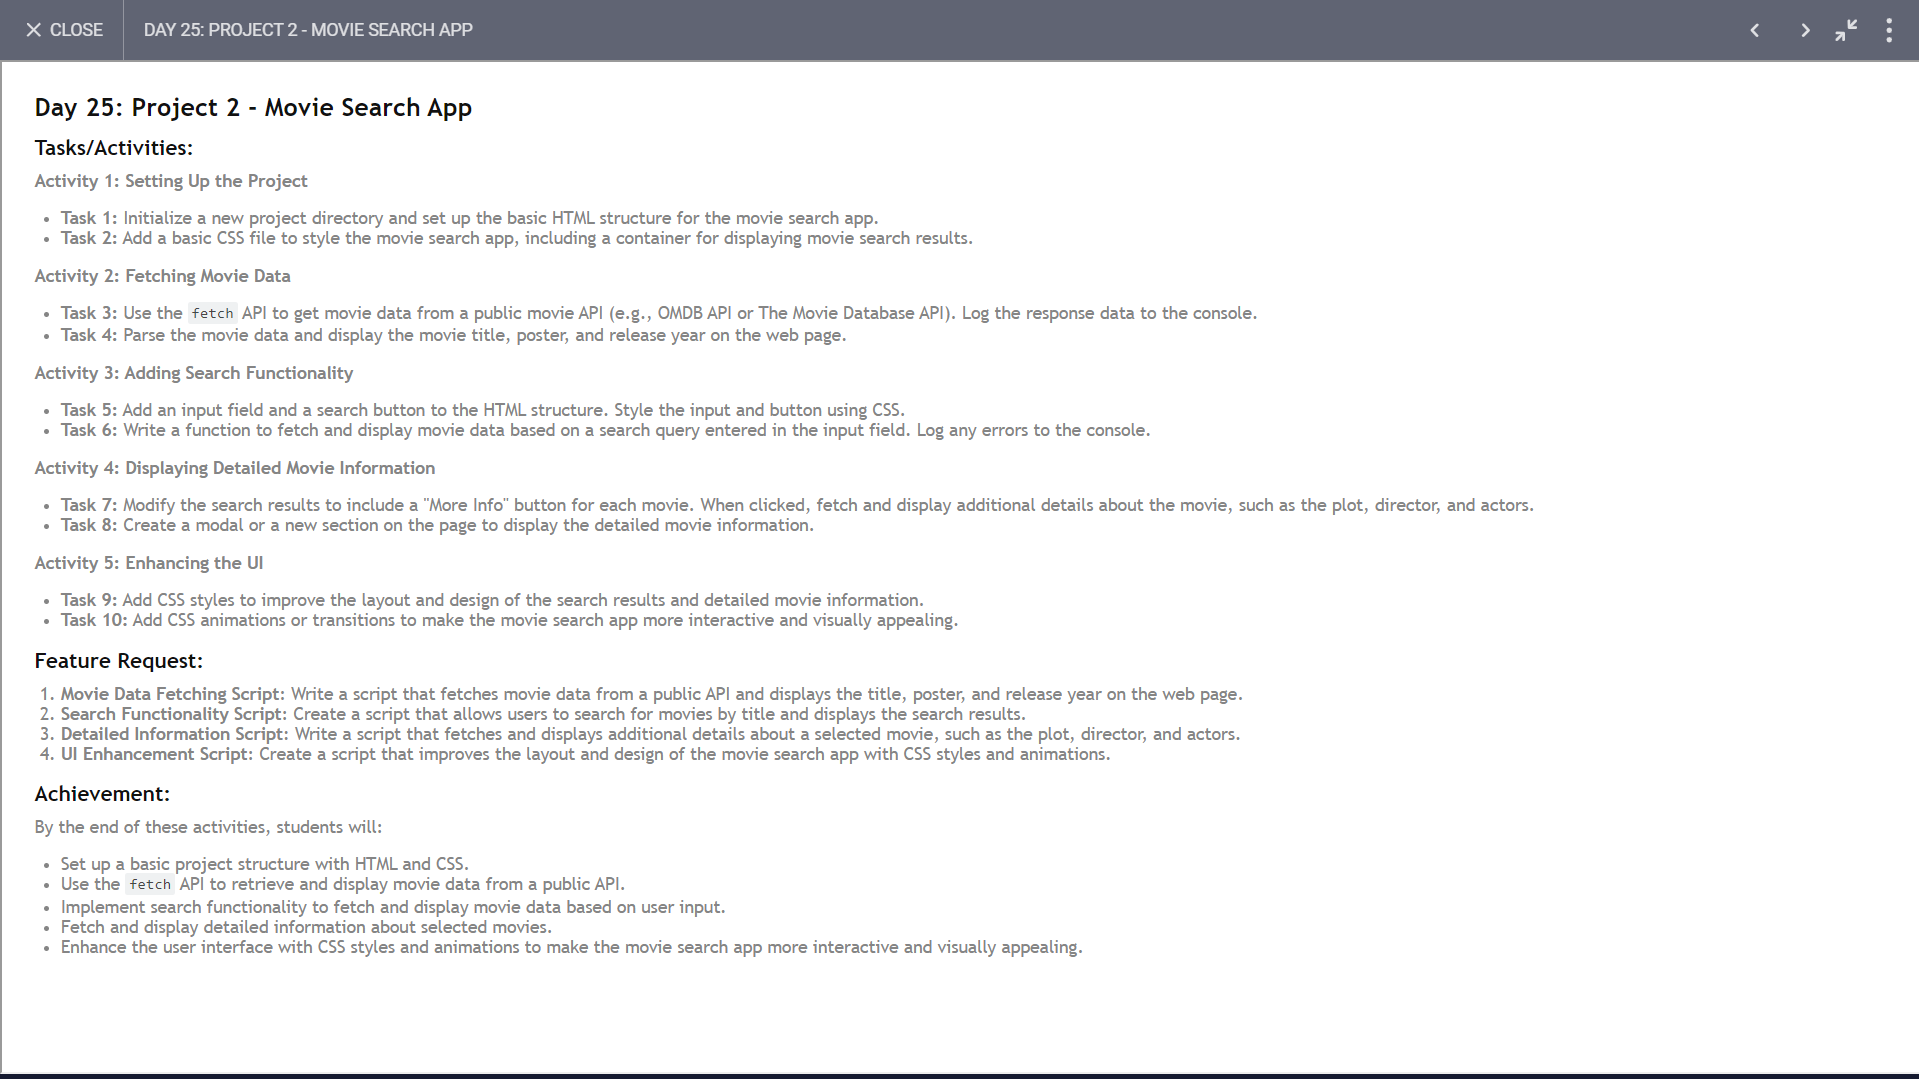 CLOSE
DAY 25: PROJECT 2 - MOVIE SEARCH APP
Day 25: Project 2 - Movie Search App
Tasks/Activities:
Activity 1: Setting Up the Project
• Task 1: Initialize a new project directory and set up the basic HTML structure for the movie search app.
• Task 2: Add a basic CSS file to style the movie search app, including a container for displaying movie search results.
Activity 2: Fetching Movie Data
• Task 3: Use the fetch API to get movie data from a public movie API (e.g., OMDB API or The Movie Database API). Log the response data to the console.
• Task 4: Parse the movie data and display the movie title, poster, and release year on the web page.
Activity 3: Adding Search Functionality
• Task 5: Add an input field and a search button to the HTML structure. Style the input and button using CSS.
• Task 6: Write a function to fetch and display movie data based on a search query entered in the input field. Log any errors to the console.
Activity 4: Displaying Detailed Movie Information
• Task 7: Modify the search results to include a "More Info" button for each movie. When clicked, fetch and display additional details about the movie, such as the plot, director, and actors.
• Task 8: Create a modal or a new section on the page to display the detailed movie information.
Activity 5: Enhancing the UI
• Task 9: Add CSS styles to improve the layout and design of the search results and detailed movie information.
• Task 10: Add CSS animations or transitions to make the movie search app more interactive and visually appealing.
Feature Request:
1. Movie Data Fetching Script: Write a script that fetches movie data from a public API and displays the title, poster, and release year on the web page.
2. Search Functionality Script: Create a script that allows users to search for movies by title and displays the search results.
3. Detailed Information Script: Write a script that fetches and displays additional details about a selected movie, such as the plot, director, and actors.
4. UI Enhancement Script: Create a script that improves the layout and design of the movie search app with CSS styles and animations.
Achievement:
By the end of these activities, students will:
• Set up a basic project structure with HTML and CSS.
• Use the fetch API to retrieve and display movie data from a public API.
• Implement search functionality to fetch and display movie data based on user input.
• Fetch and display detailed information about selected movies.
• Enhance the user interface with CSS styles and animations to make the movie search app more interactive and visually appealing.